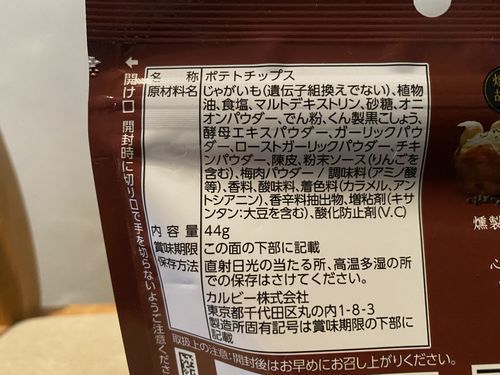 名 称 ポテトチップス
原材料名 じゃがいも(遺伝子組換えでない)、植物
油、食塩、マルトデキストリン、砂糖、オニ
オンパウダー、でん粉、くん製黒こしょう、
酵母エキスパウダー、ガーリックパウ
ダー、ローストガーリックパウダー、チキ
ンパウダー、陳皮、粉末ソース(りんごを
含む)、梅肉パウダー/調味料(アミノ酸
等)、香料、酸味料、着色料(カラメル、アン
トシアニン)、香辛料抽出物、増粘剤(キサ
ンタン:大豆を含む)、酸化防止剤(V.C)
内 容 量 44g
賞味期限 この面の下部に記載
保存方法 直射日光の当たる所、高温多湿の所
での保存はさけてください。
カルビー株式会社
東京都千代田区丸の内1-8-3
製造所固有記号は賞味期限の下部に
記載
取扱上の注意:開封後はお早めにお召し上がりください。
←開け口 開封時に切り口で手を切らないようご注意くださ
燻製
心